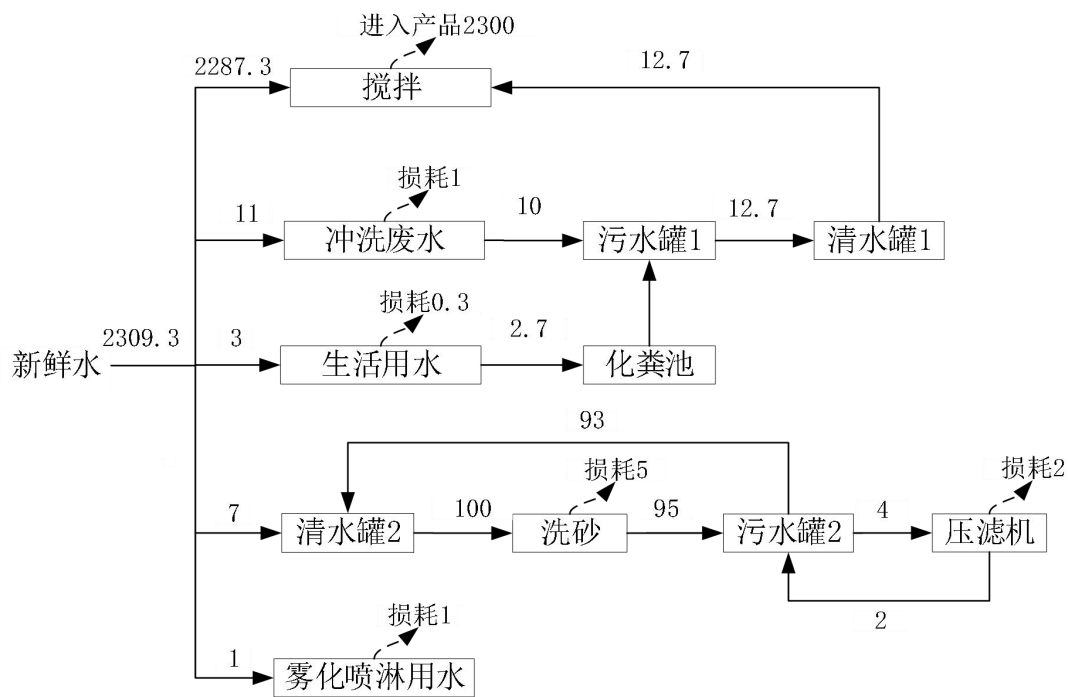 进入产品2300
2287.3
搅拌
12.7
损耗1
11
冲洗废水
10
污水罐1
12.7
清水罐1
损耗0.3
新鲜水
2309.3
3
生活用水
2.7
化粪池
93
7
清水罐2
100
损耗5
洗砂
95
污水罐2
4
损耗2
压滤机
2
损耗1
1
雾化喷淋用水